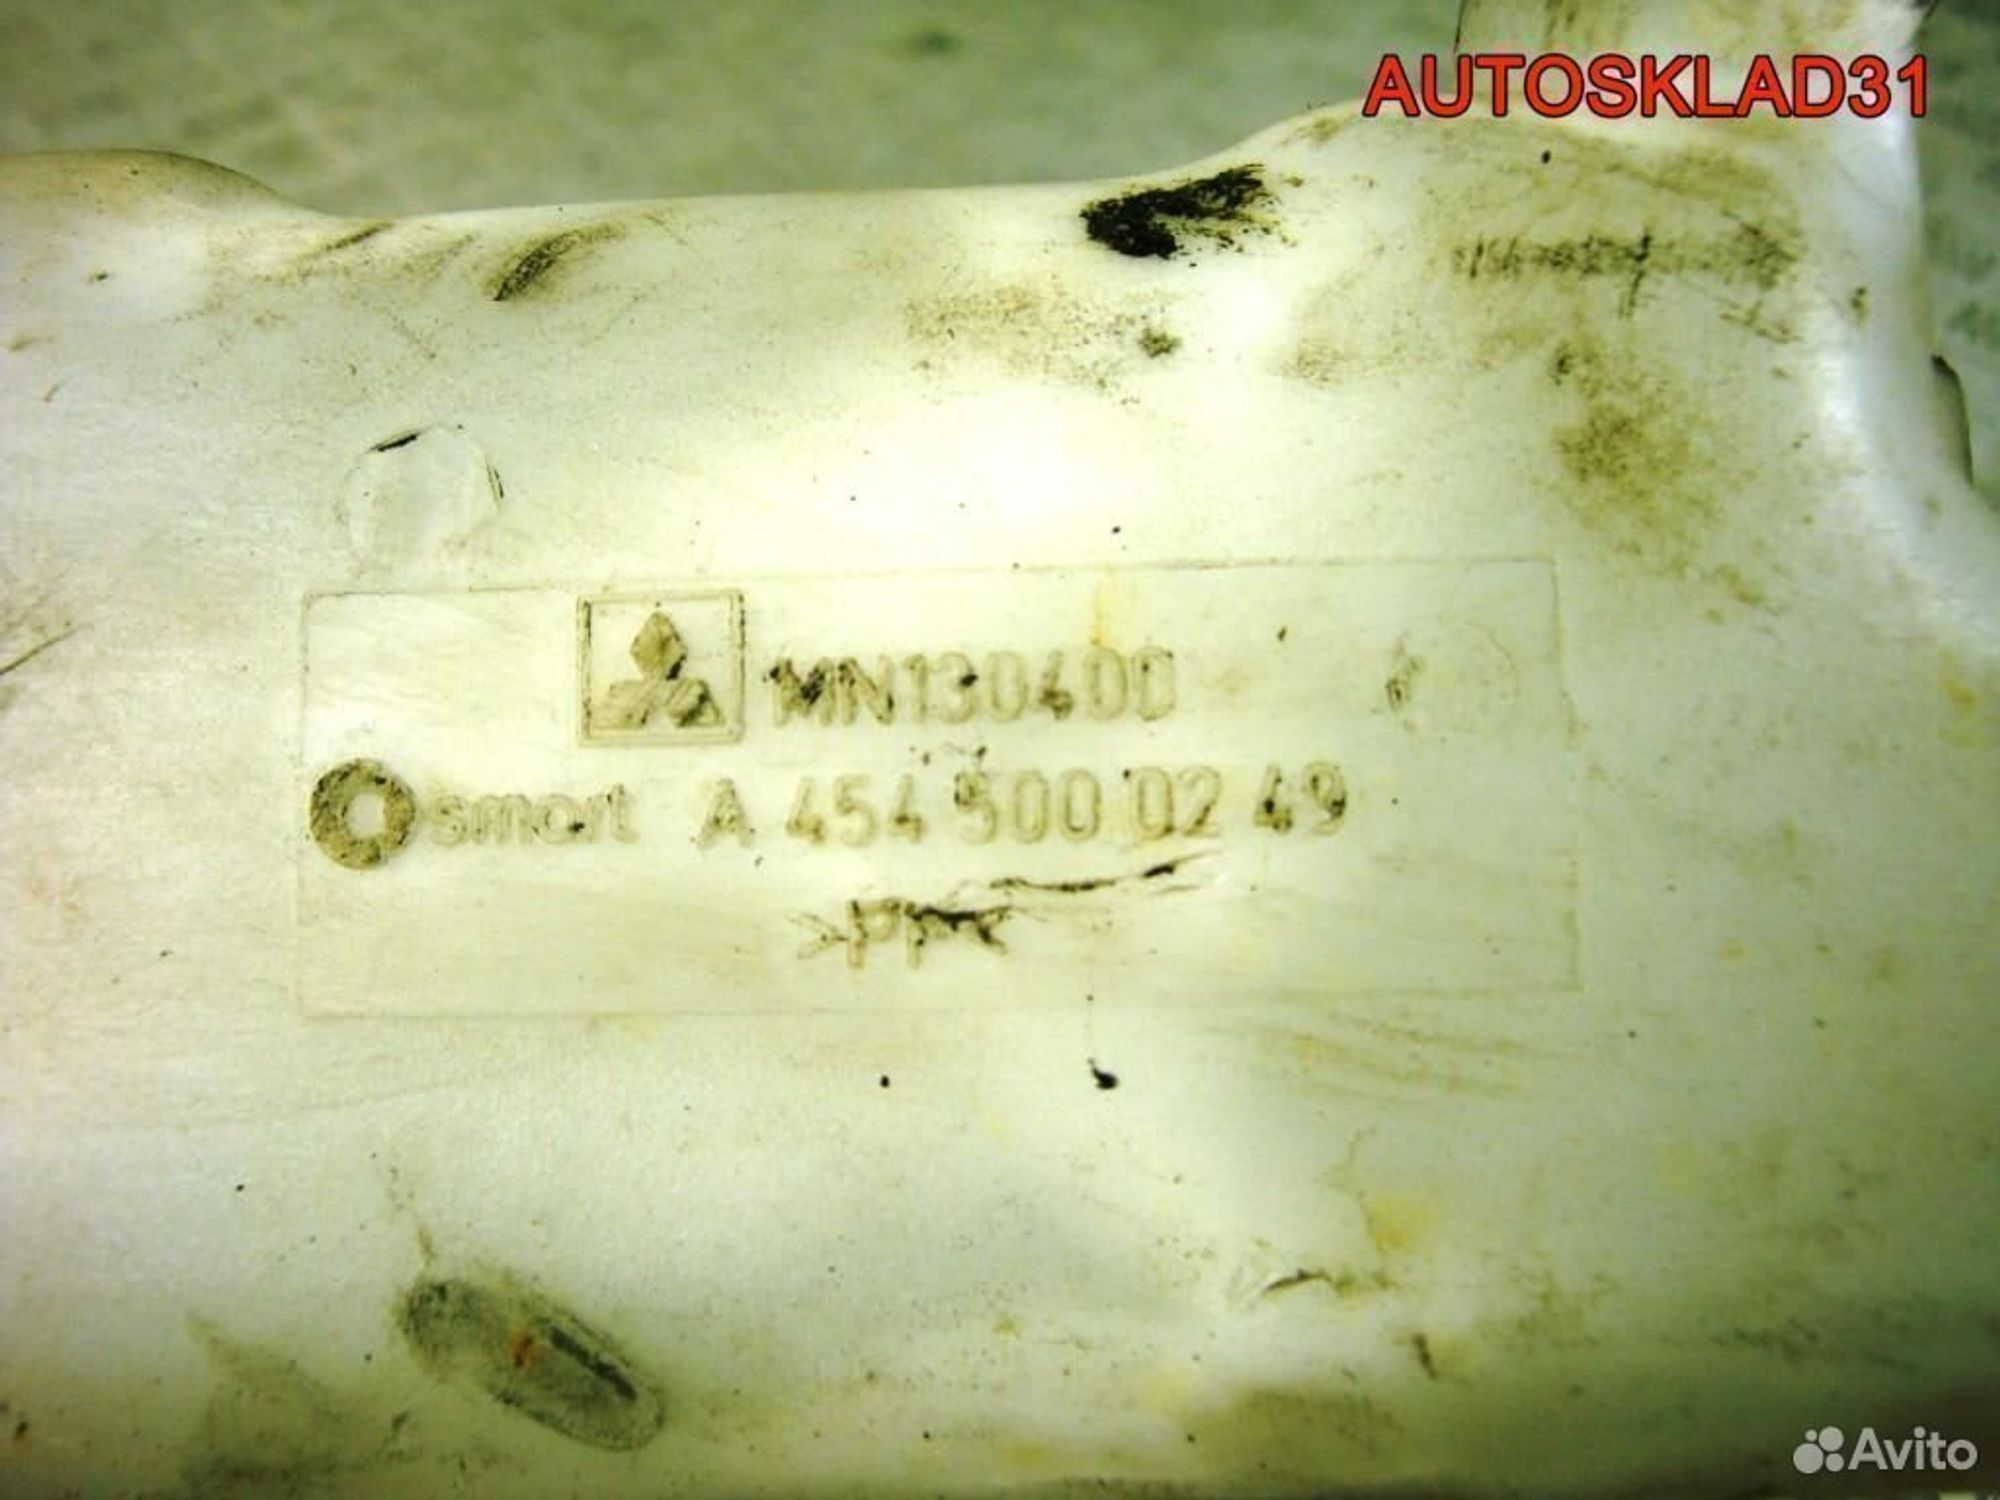 AUTOSKLAD31
MN130400
smart A 454 500 02 49
>PP<
Avito